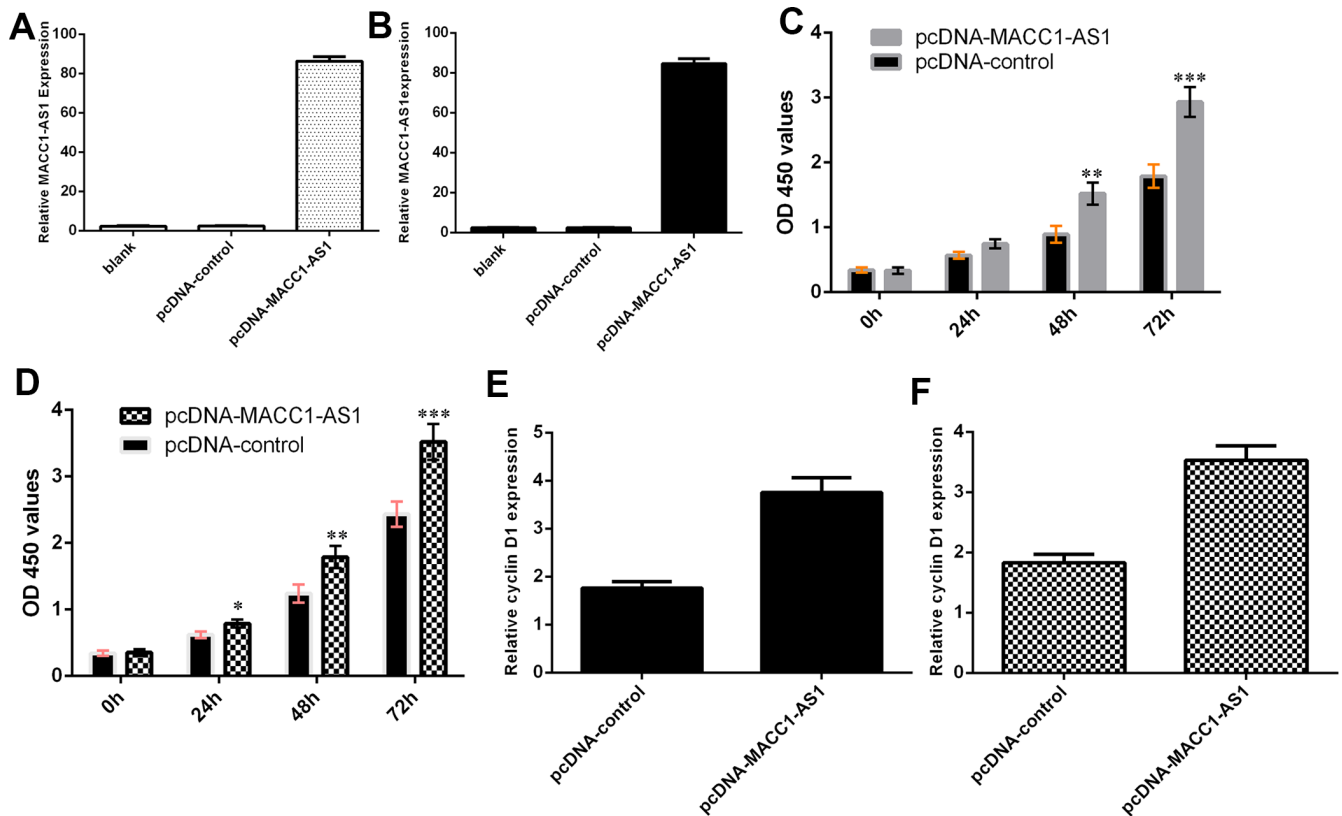 A
Relative MACC1-AS1 Expression
100
80
60
40
20
0
blank
pcDNA-control
pcDNA-MACC1-AS1
B
Relative MACC1-AS1expression
100
80
60
40
20
0
blank
pcDNA-control
pcDNA-MACC1-AS1
C
pcDNA-MACC1-AS1
pcDNA-control
OD 450 values
4
3
2
1
0
**
***
0h
24h
48h
72h
D
pcDNA-MACC1-AS1
pcDNA-control
OD 450 values
4
3
2
1
0
*
**
***
0h
24h
48h
72h
E
Relative cyclin D1 expression
5
4
3
2
1
0
pcDNA-control
pcDNA-MACC1-AS1
F
Relative cyclin D1 expression
4
3
2
1
0
pcDNA-control
pcDNA-MACC1-AS1